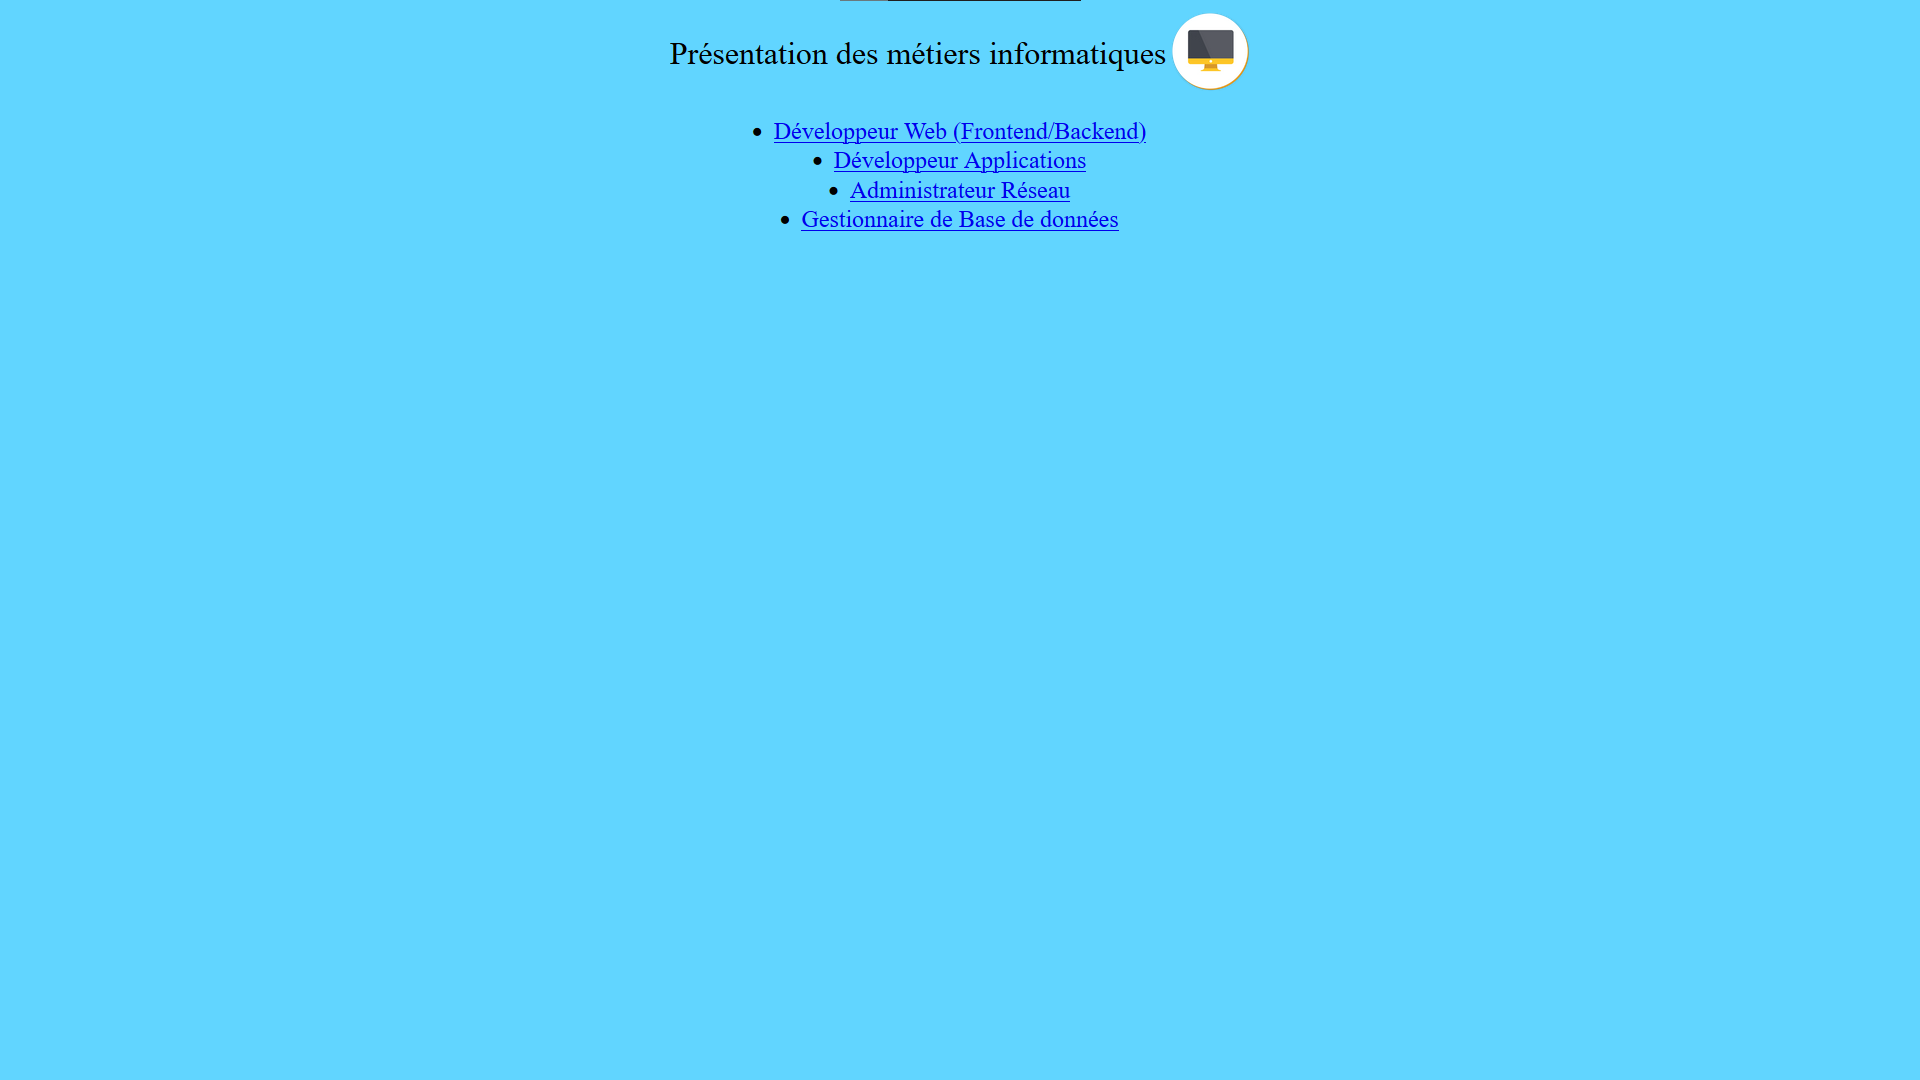 Présentation des métiers informatiques
Développeur Web (Frontend/Backend)
Développeur Applications
Administrateur Réseau
Gestionnaire de Base de données